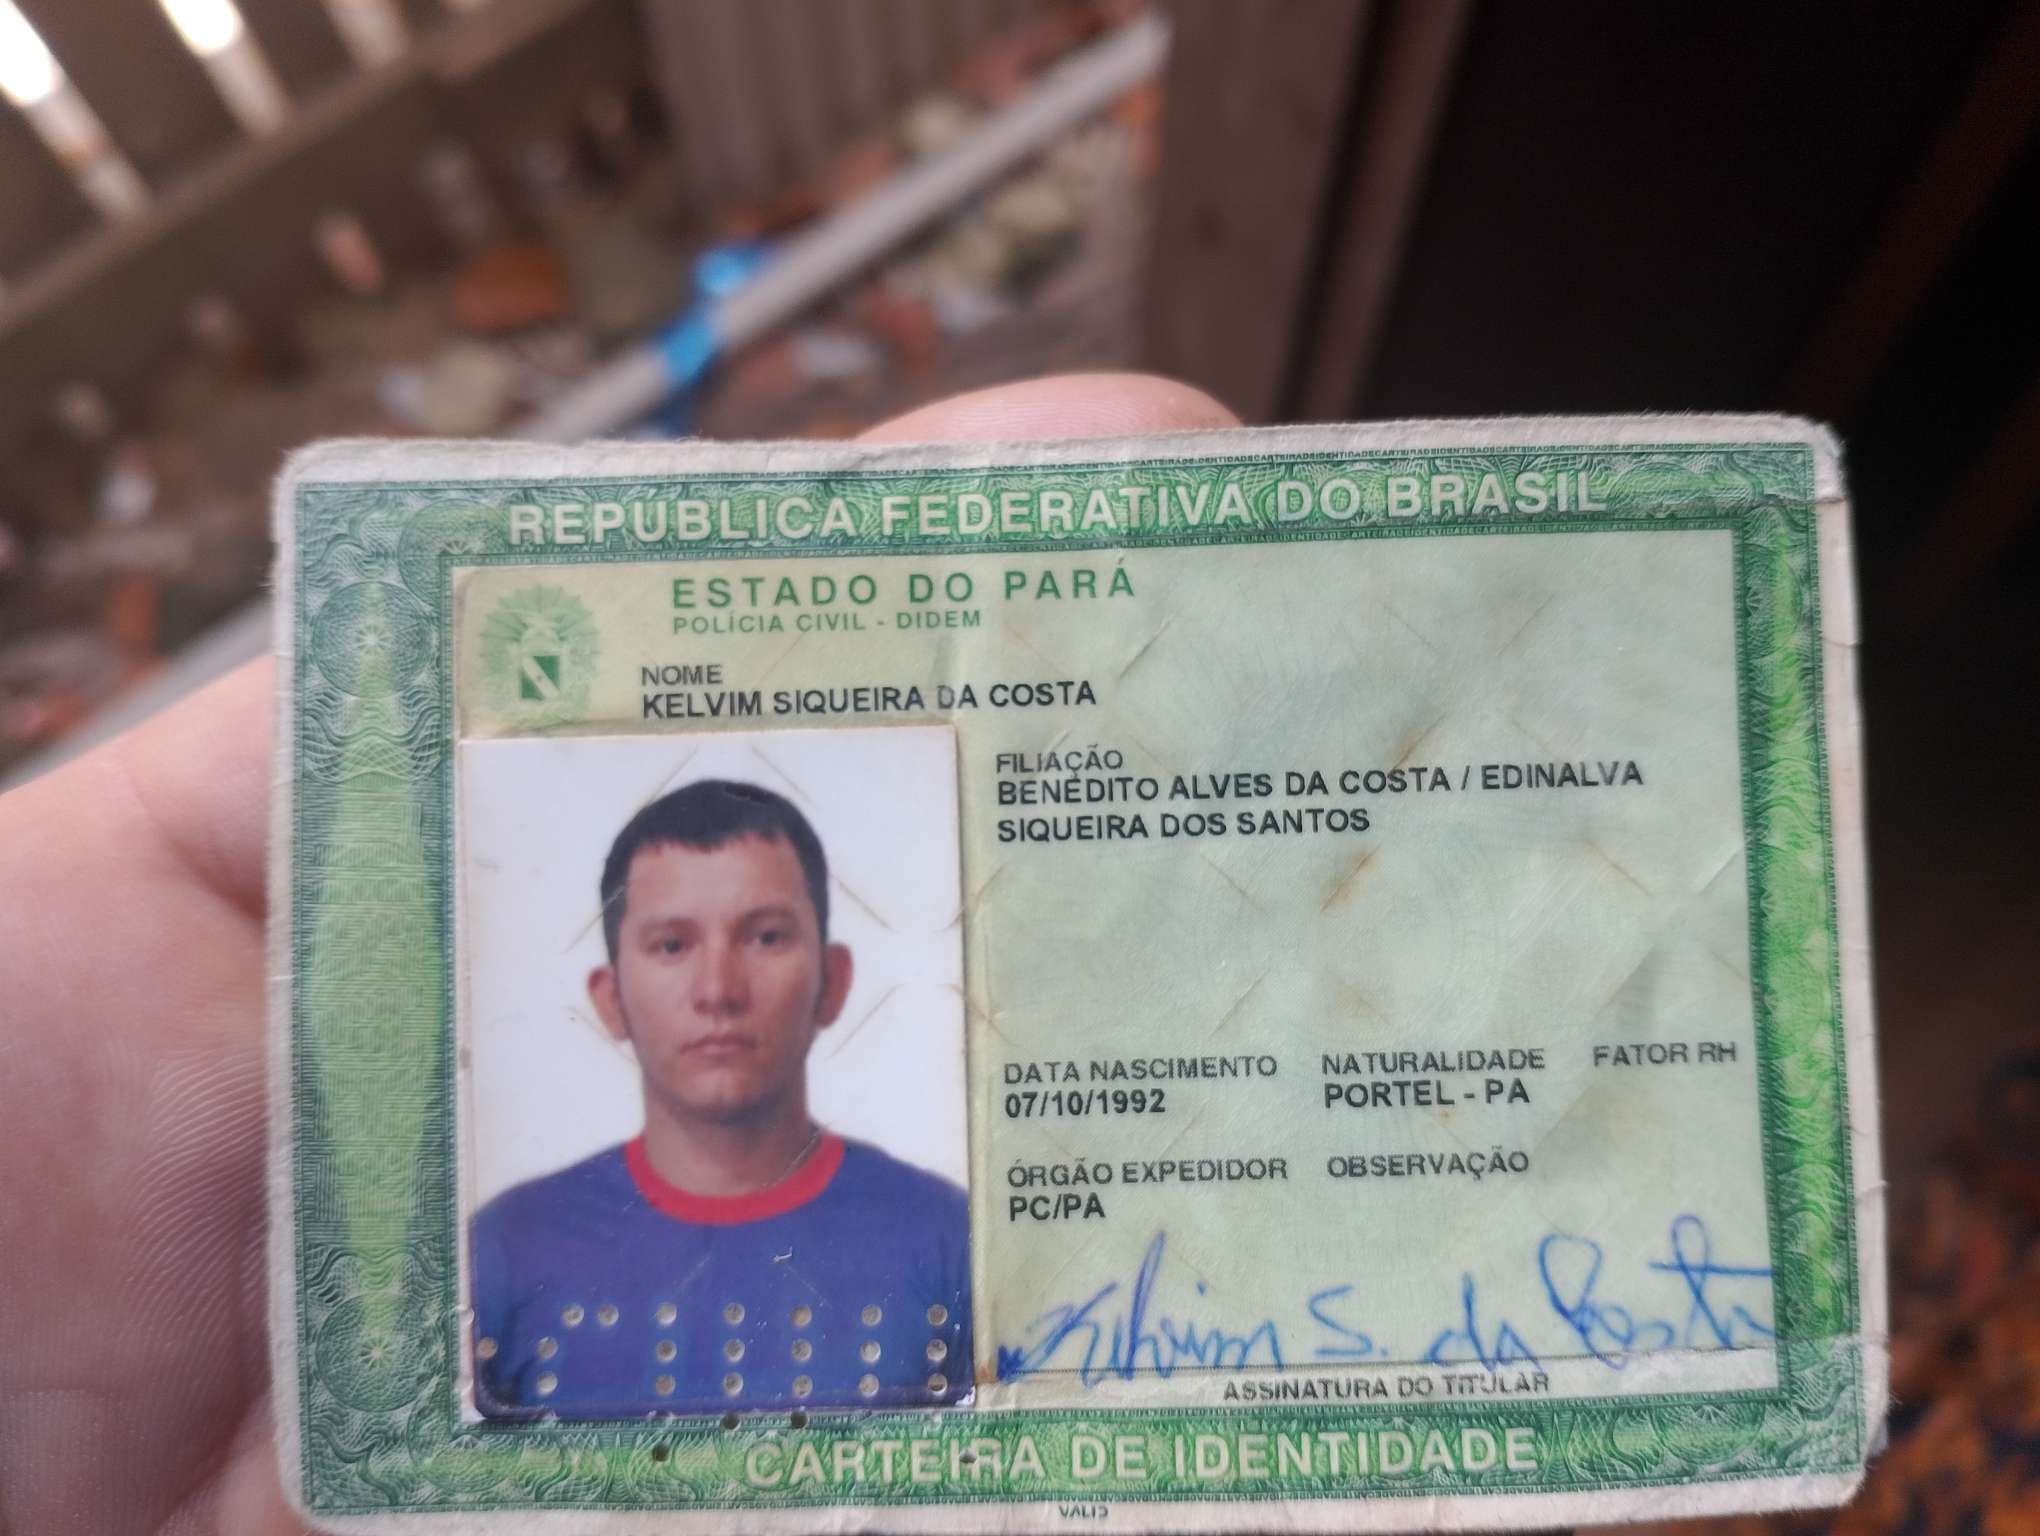 REPÚBLICA FEDERATIVA DO BRASIL
ESTADO DO PARÁ
POLÍCIA CIVIL - DIDEM
NOME
KELVIM SIQUEIRA DA COSTA
FILIAÇÃO
BENEDITO ALVES DA COSTA / EDINALVA
SIQUEIRA DOS SANTOS
DATA NASCIMENTO NATURALIDADE FATOR RH
07/10/1992 PORTEL - PA
ÓRGÃO EXPEDIDOR OBSERVAÇÃO
PC/PA
Kelvim S. da Costa
ASSINATURA DO TITULAR
CARTEIRA DE IDENTIDADE